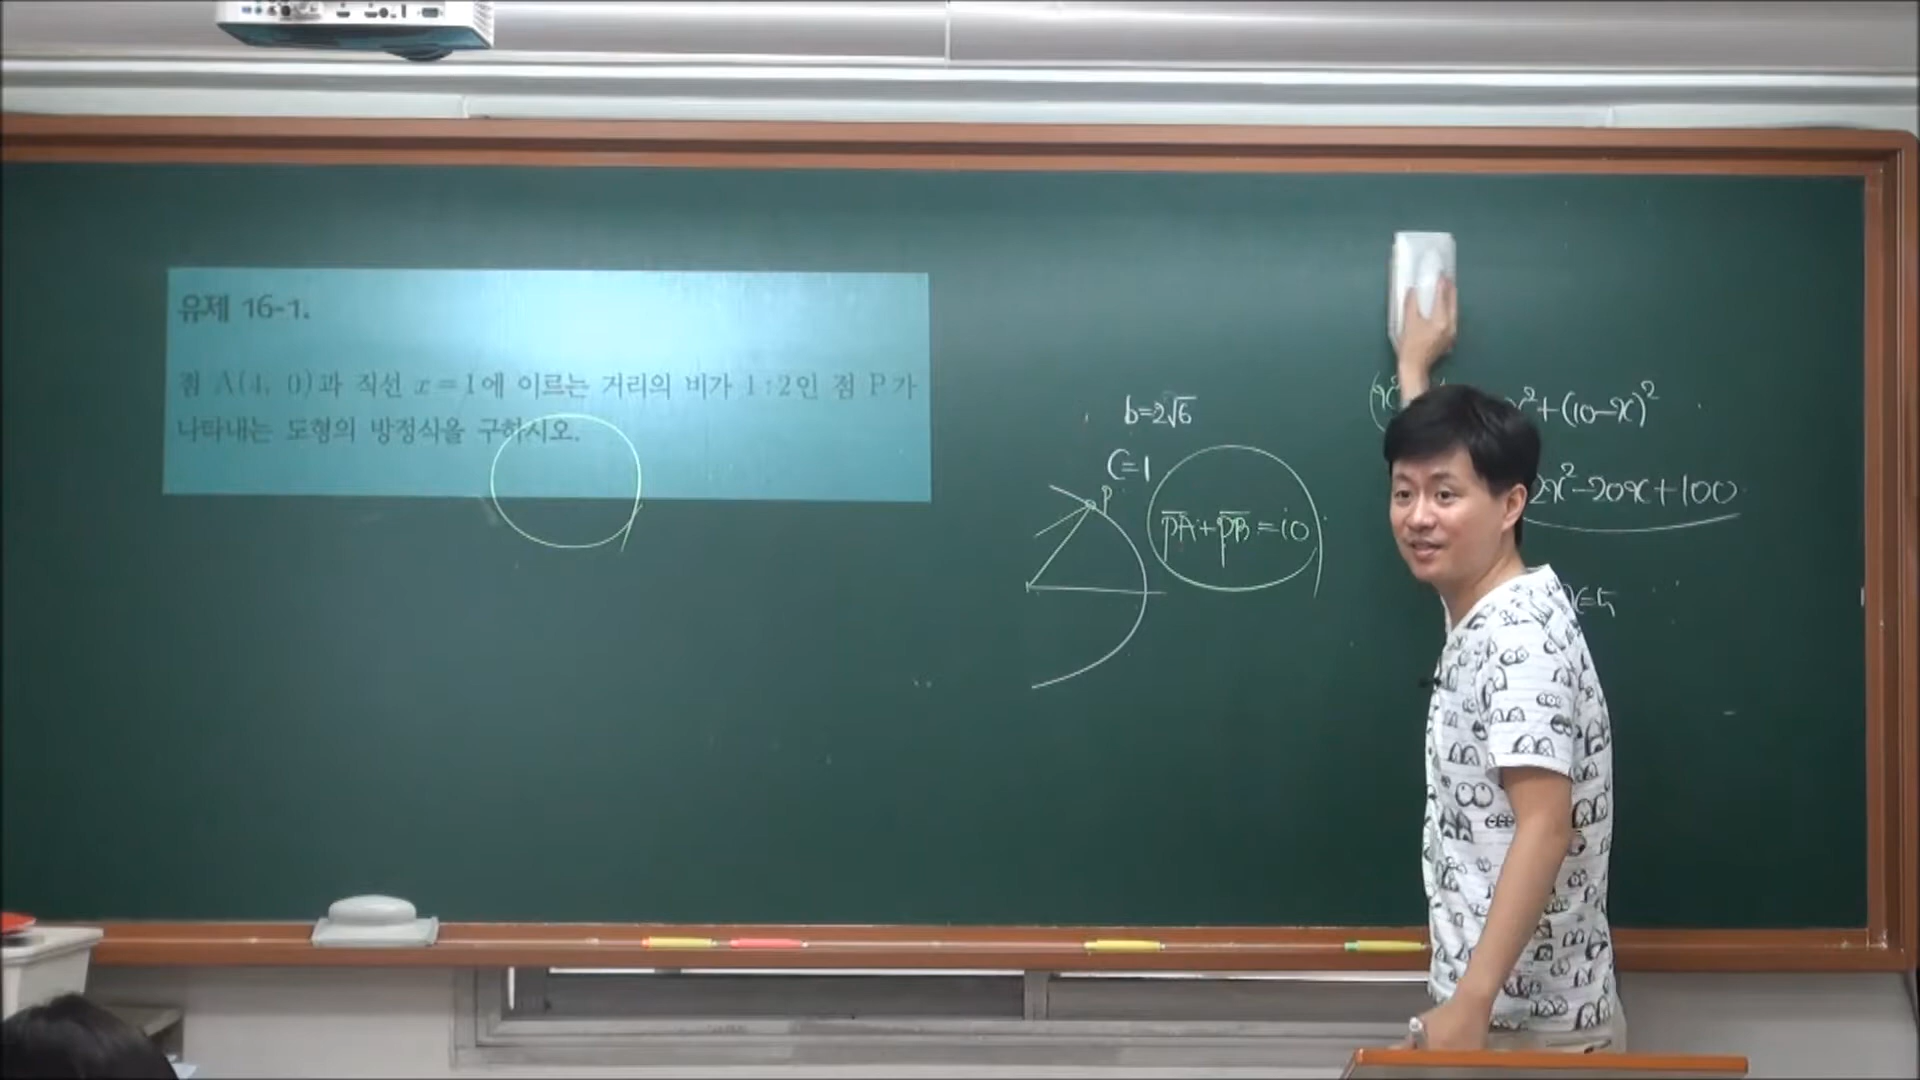 유제 16-1.
점 A(4, 0)과 직선 x=1에 이르는 거리의 비가 1:2인 점 P가
나타내는 도형의 방정식을 구하시오.
b=2√6
C=1
P
PA+PB=10
x²+(10-x)²
2x²-20x+100
x=5